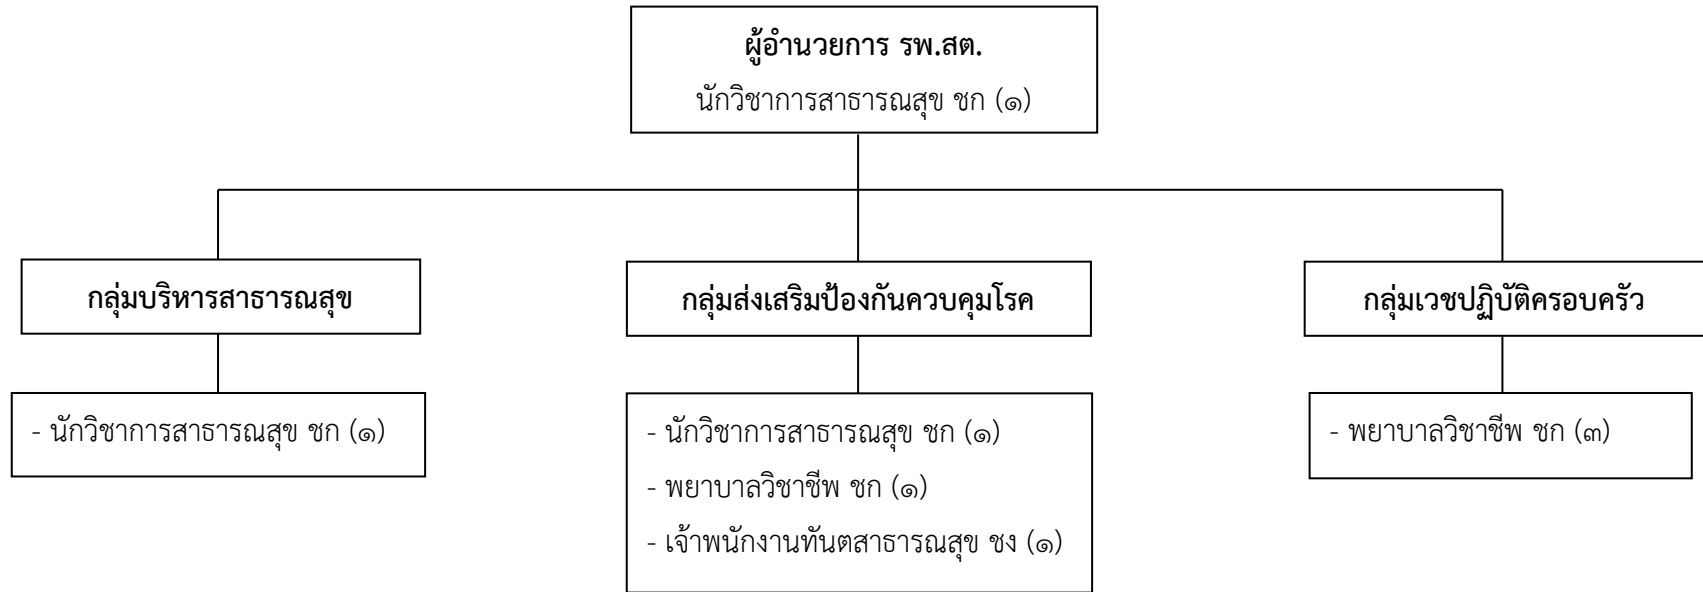 ผู้อำนวยการ รพ.สต.
นักวิชาการสาธารณสุข ชก (๑)
กลุ่มบริหารสาธารณสุข
- นักวิชาการสาธารณสุข ชก (๑)
กลุ่มส่งเสริมป้องกันควบคุมโรค
- นักวิชาการสาธารณสุข ชก (๑)
- พยาบาลวิชาชีพ ชก (๑)
- เจ้าพนักงานทันตสาธารณสุข ชง (๑)
กลุ่มเวชปฏิบัติครอบครัว
- พยาบาลวิชาชีพ ชก (๓)